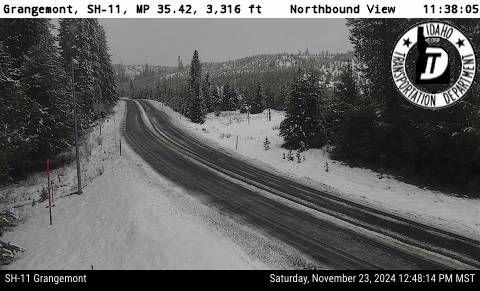 Grangemont, SH-11, MP 35.42, 3,316 ft Northbound View 11:38:05
IDAHO
TRANSPORTATION DEPARTMENT
SH-11 Grangemont Saturday, November 23, 2024 12:48:14 PM MST